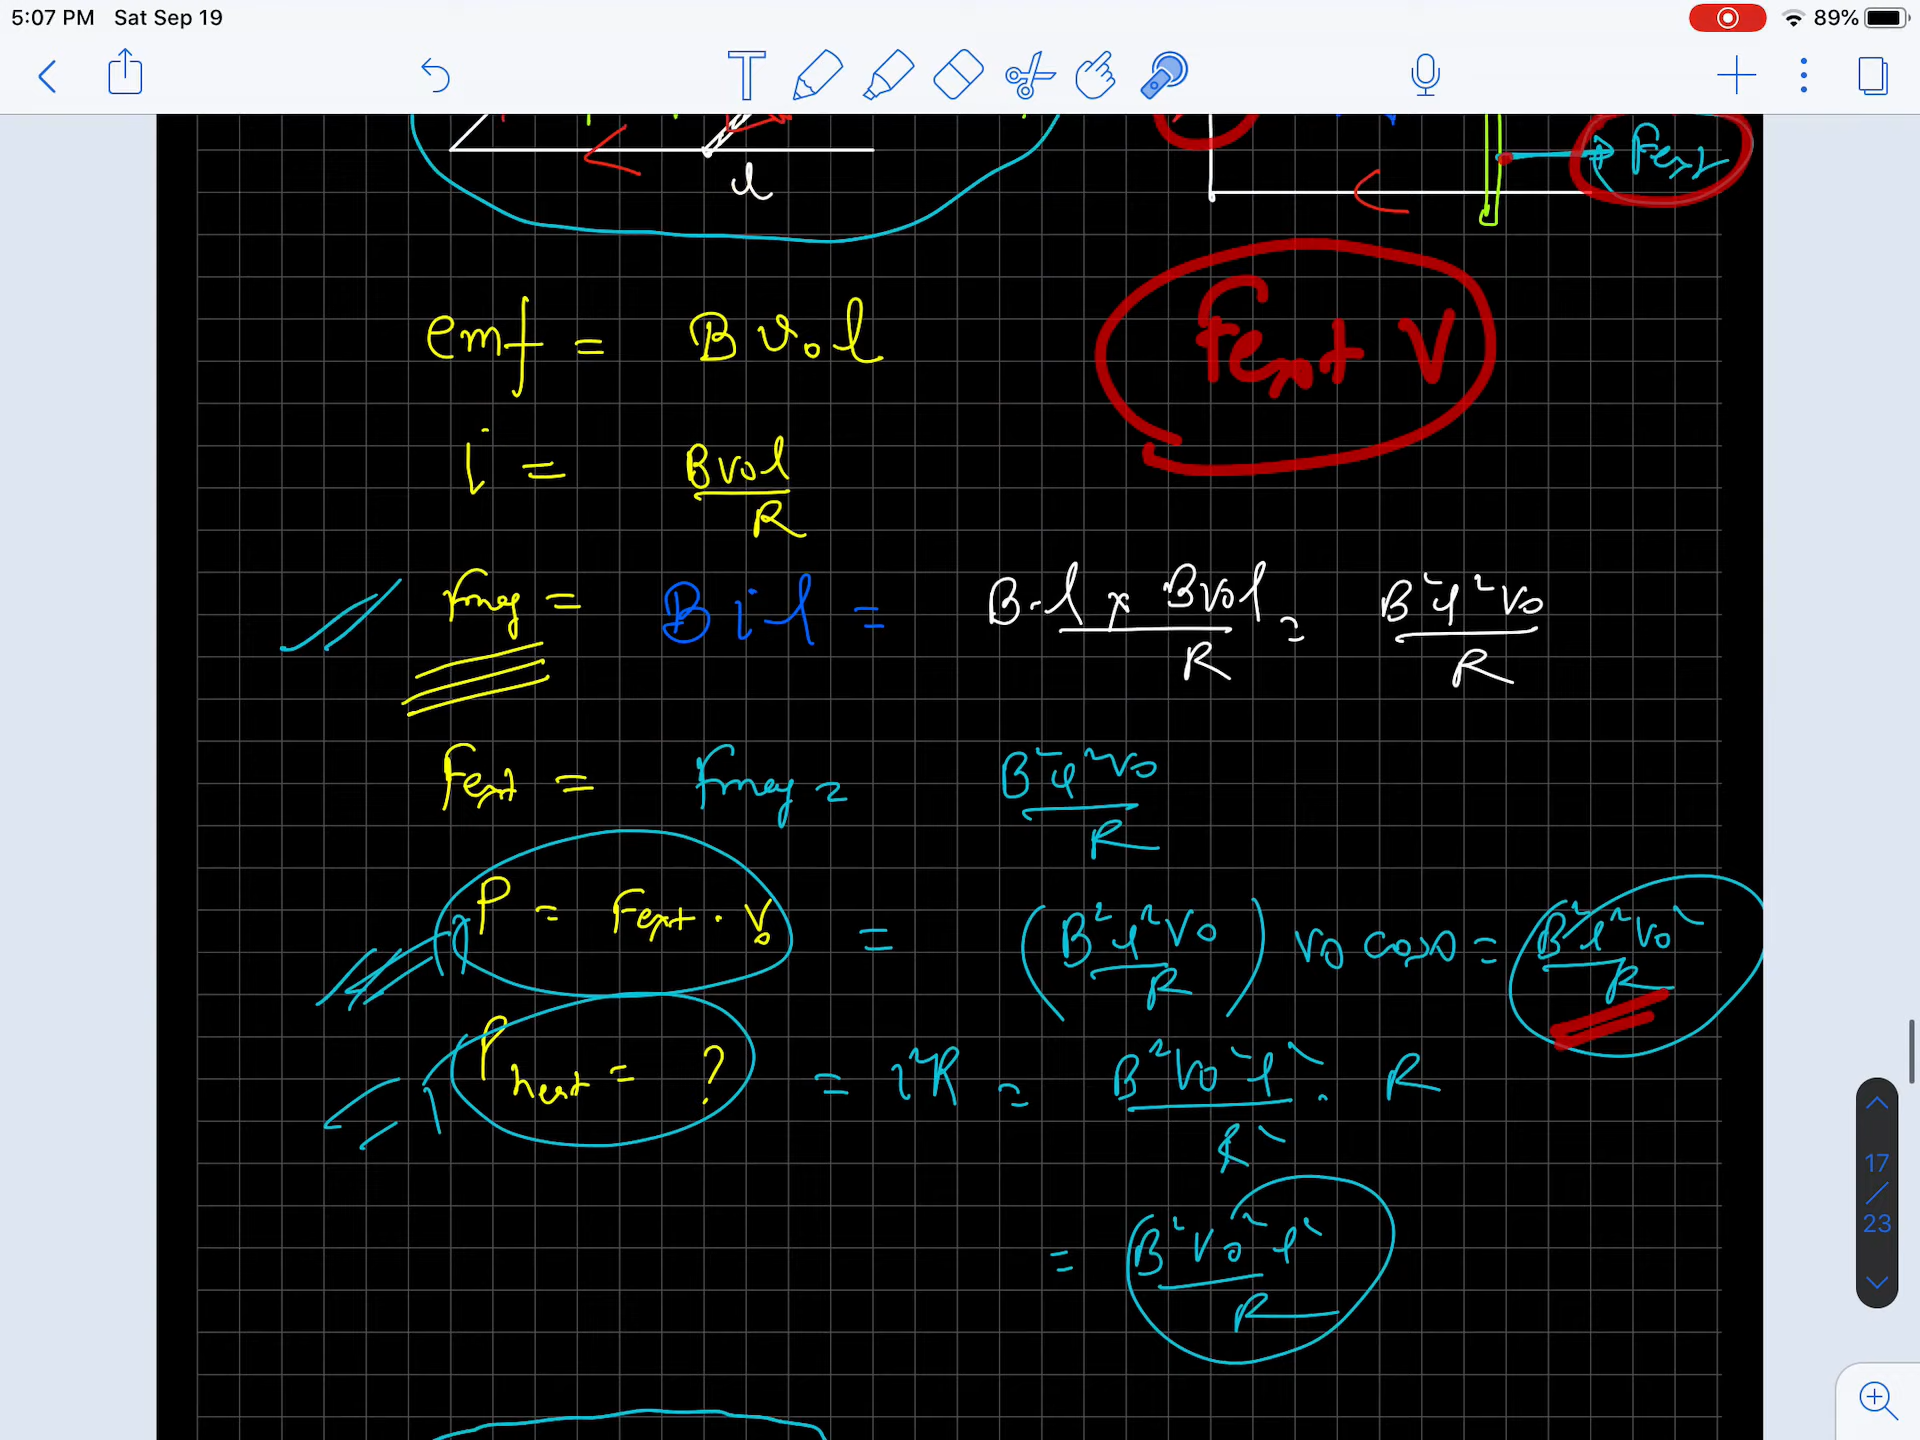 5:07 PM Sat Sep 19 89%
T
l Fext
emf = B v₀ l
Fext V
i = Bv₀l / R
Fmag = B i l = B·l × Bv₀l / R = B²l²v₀ / R
Fext = Fmag = B²l²v₀ / R
P = Fext · v₀ = (B²l²v₀ / R) v₀ cos0 = B²l²v₀² / R
Pheat = ? = i²R = B²v₀²l² / R² · R
= B²v₀²l² / R
17
/
23